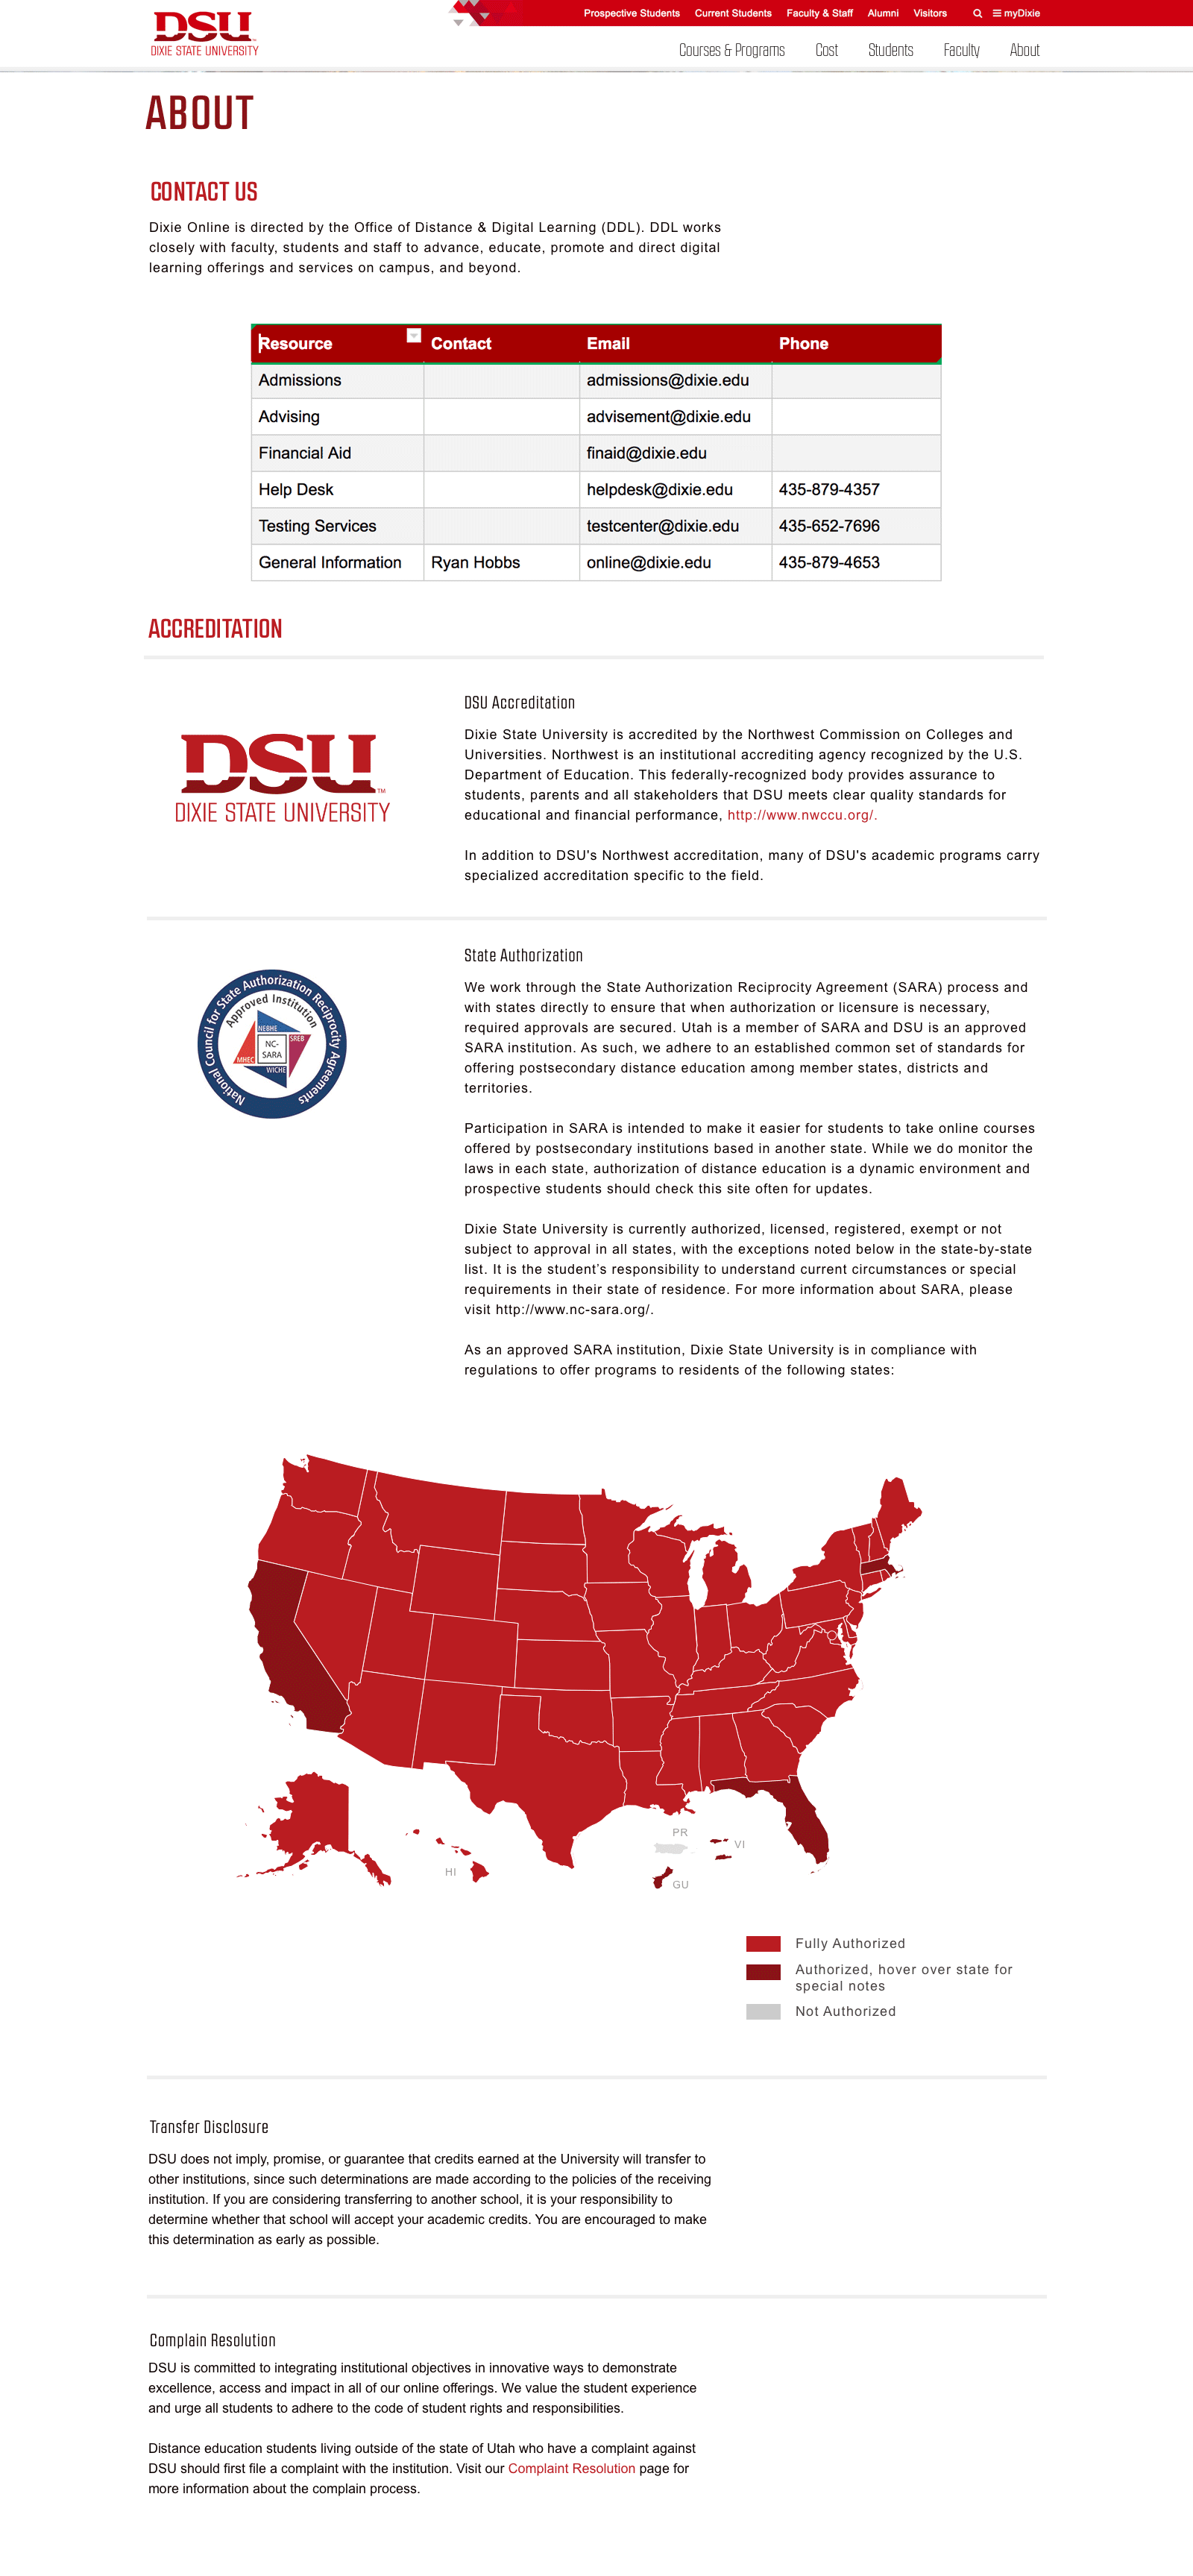 DSU
DIXIE STATE UNIVERSITY
Prospective Students Current Students Faculty & Staff Alumni Visitors myDixie
Courses & Programs Cost Students Faculty About
ABOUT
CONTACT US
Dixie Online is directed by the Office of Distance & Digital Learning (DDL). DDL works
closely with faculty, students and staff to advance, educate, promote and direct digital
learning offerings and services on campus, and beyond.
Resource Contact Email Phone
Admissions admissions@dixie.edu
Advising advisement@dixie.edu
Financial Aid finaid@dixie.edu
Help Desk helpdesk@dixie.edu 435-879-4357
Testing Services testcenter@dixie.edu 435-652-7696
General Information Ryan Hobbs online@dixie.edu 435-879-4653
ACCREDITATION
DSU™
DIXIE STATE UNIVERSITY
DSU Accreditation
Dixie State University is accredited by the Northwest Commission on Colleges and
Universities. Northwest is an institutional accrediting agency recognized by the U.S.
Department of Education. This federally-recognized body provides assurance to
students, parents and all stakeholders that DSU meets clear quality standards for
educational and financial performance, http://www.nwccu.org/.
In addition to DSU's Northwest accreditation, many of DSU's academic programs carry
specialized accreditation specific to the field.
National Council for State Authorization Reciprocity Agreements
Approved Institution
NEBHE
SREB
NC-
SARA
MHEC
WICHE
State Authorization
We work through the State Authorization Reciprocity Agreement (SARA) process and
with states directly to ensure that when authorization or licensure is necessary,
required approvals are secured. Utah is a member of SARA and DSU is an approved
SARA institution. As such, we adhere to an established common set of standards for
offering postsecondary distance education among member states, districts and
territories.
Participation in SARA is intended to make it easier for students to take online courses
offered by postsecondary institutions based in another state. While we do monitor the
laws in each state, authorization of distance education is a dynamic environment and
prospective students should check this site often for updates.
Dixie State University is currently authorized, licensed, registered, exempt or not
subject to approval in all states, with the exceptions noted below in the state-by-state
list. It is the student’s responsibility to understand current circumstances or special
requirements in their state of residence. For more information about SARA, please
visit http://www.nc-sara.org/.
As an approved SARA institution, Dixie State University is in compliance with
regulations to offer programs to residents of the following states:
PR
VI
HI
GU
Fully Authorized
Authorized, hover over state for
special notes
Not Authorized
Transfer Disclosure
DSU does not imply, promise, or guarantee that credits earned at the University will transfer to
other institutions, since such determinations are made according to the policies of the receiving
institution. If you are considering transferring to another school, it is your responsibility to
determine whether that school will accept your academic credits. You are encouraged to make
this determination as early as possible.
Complain Resolution
DSU is committed to integrating institutional objectives in innovative ways to demonstrate
excellence, access and impact in all of our online offerings. We value the student experience
and urge all students to adhere to the code of student rights and responsibilities.
Distance education students living outside of the state of Utah who have a complaint against
DSU should first file a complaint with the institution. Visit our Complaint Resolution page for
more information about the complain process.